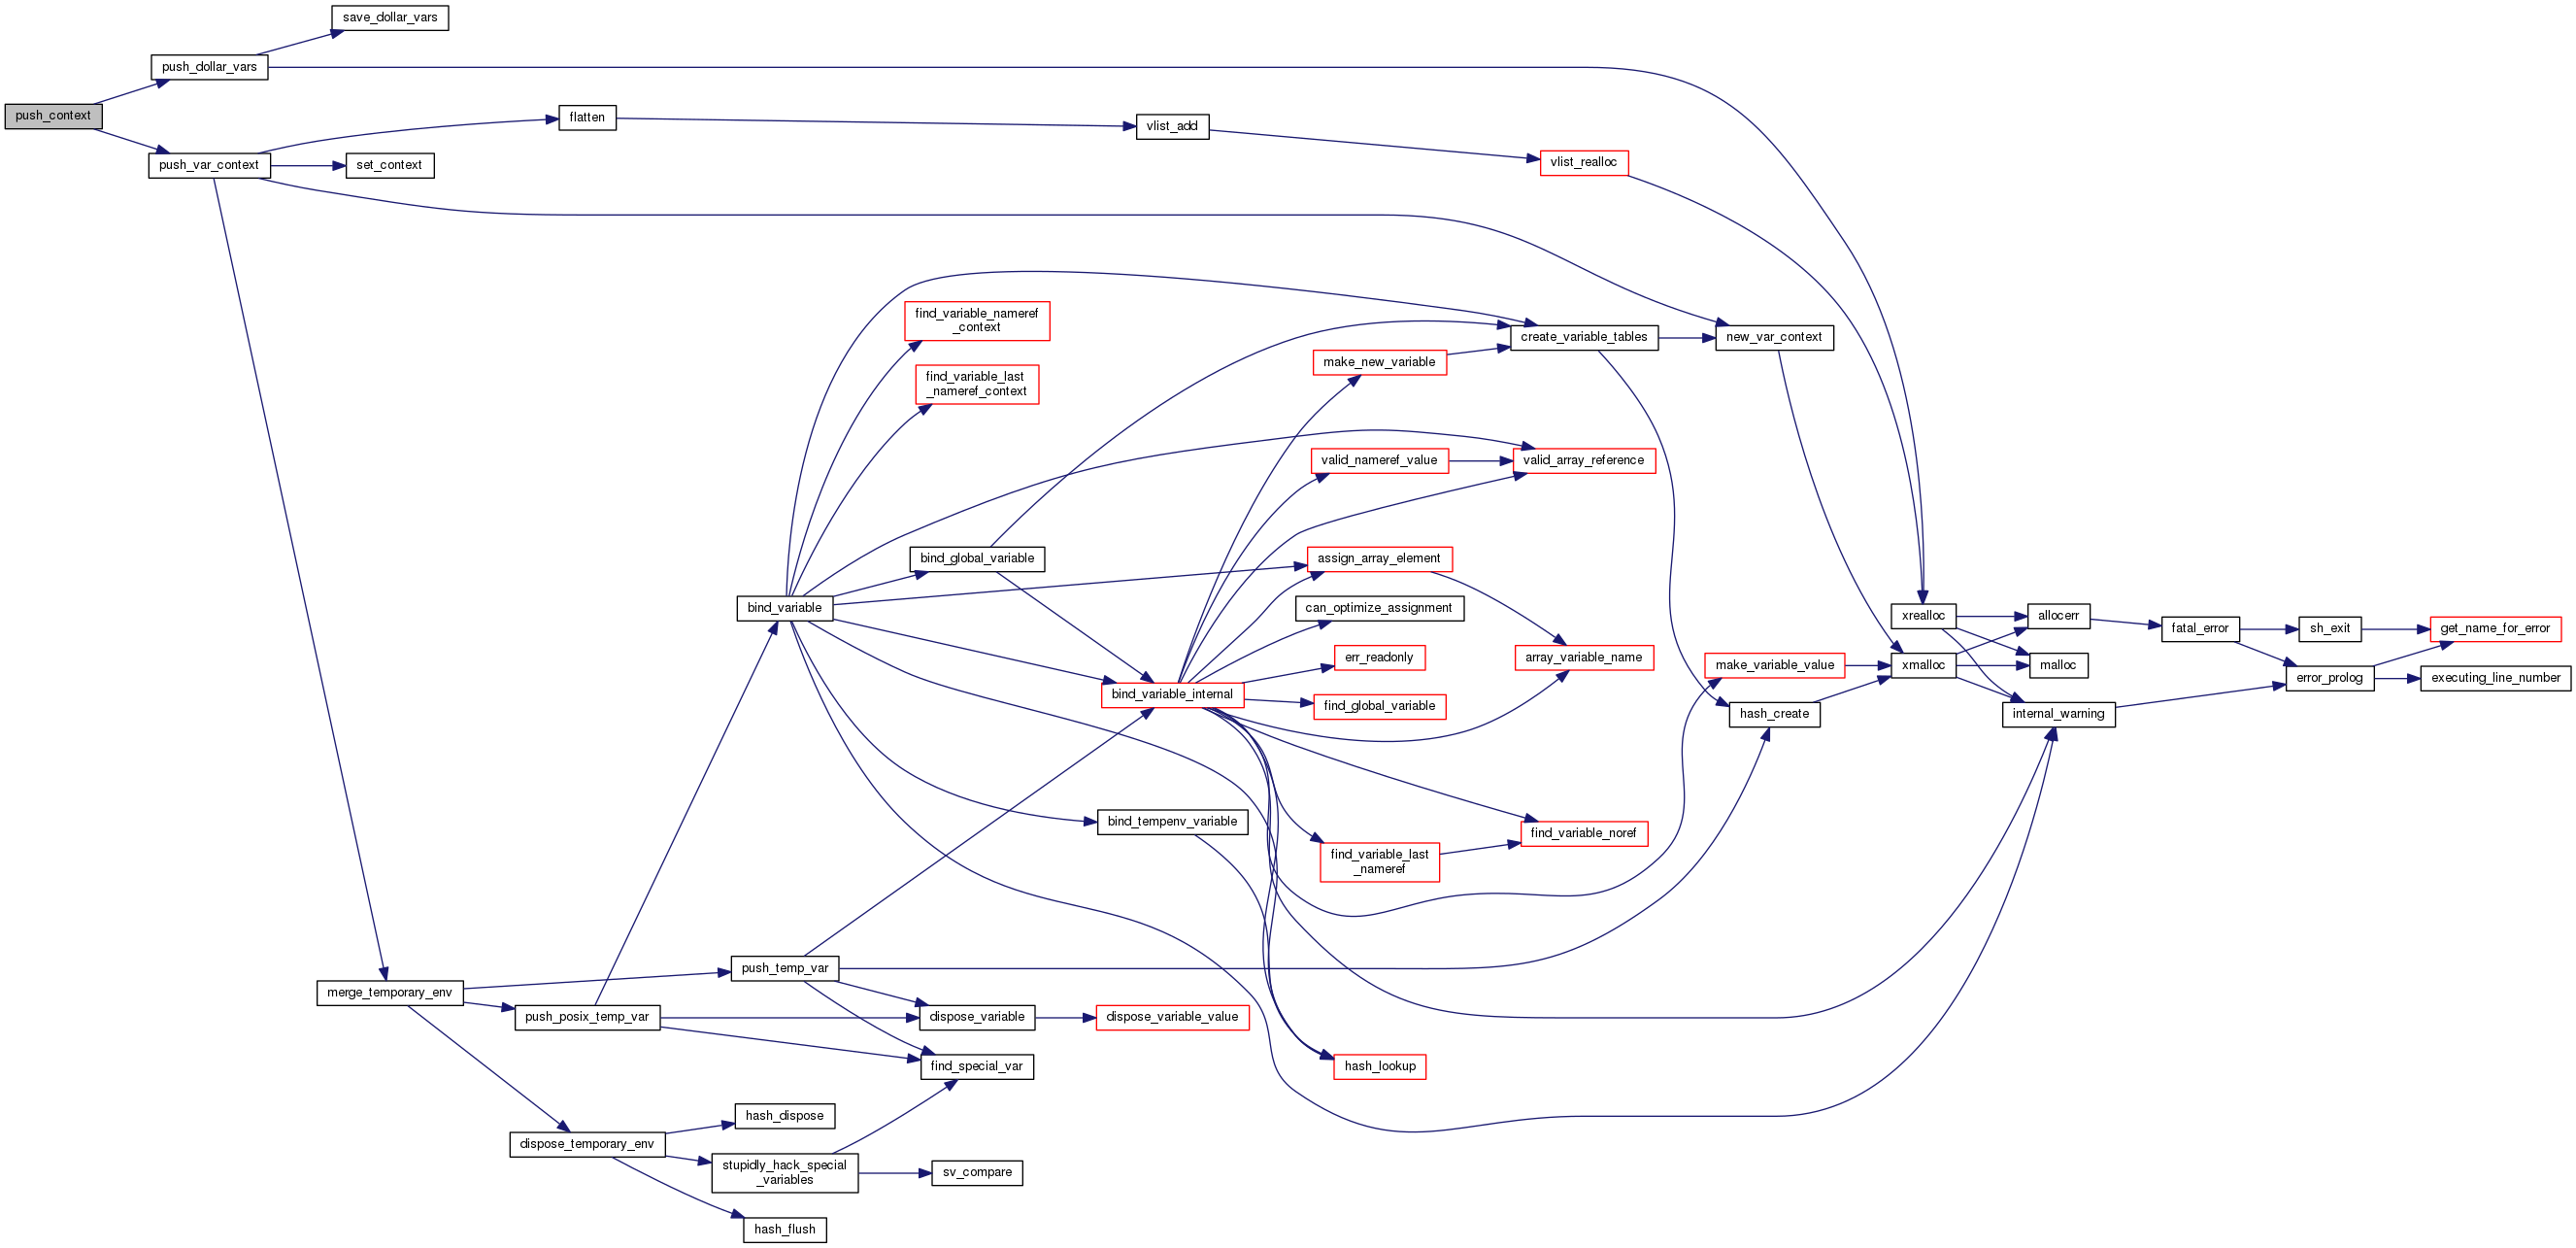 save_dollar_vars
push_dollar_vars
push_context
flatten
vlist_add
push_var_context
set_context
vlist_realloc
find_variable_nameref
_context
create_variable_tables
new_var_context
make_new_variable
find_variable_last
_nameref_context
valid_nameref_value
valid_array_reference
bind_global_variable
assign_array_element
bind_variable
can_optimize_assignment
xrealloc
allocerr
fatal_error
sh_exit
get_name_for_error
err_readonly
array_variable_name
make_variable_value
xmalloc
malloc
error_prolog
executing_line_number
bind_variable_internal
find_global_variable
hash_create
internal_warning
bind_tempenv_variable
find_variable_noref
find_variable_last
_nameref
push_temp_var
merge_temporary_env
push_posix_temp_var
dispose_variable
dispose_variable_value
find_special_var
hash_lookup
hash_dispose
dispose_temporary_env
stupidly_hack_special
_variables
sv_compare
hash_flush